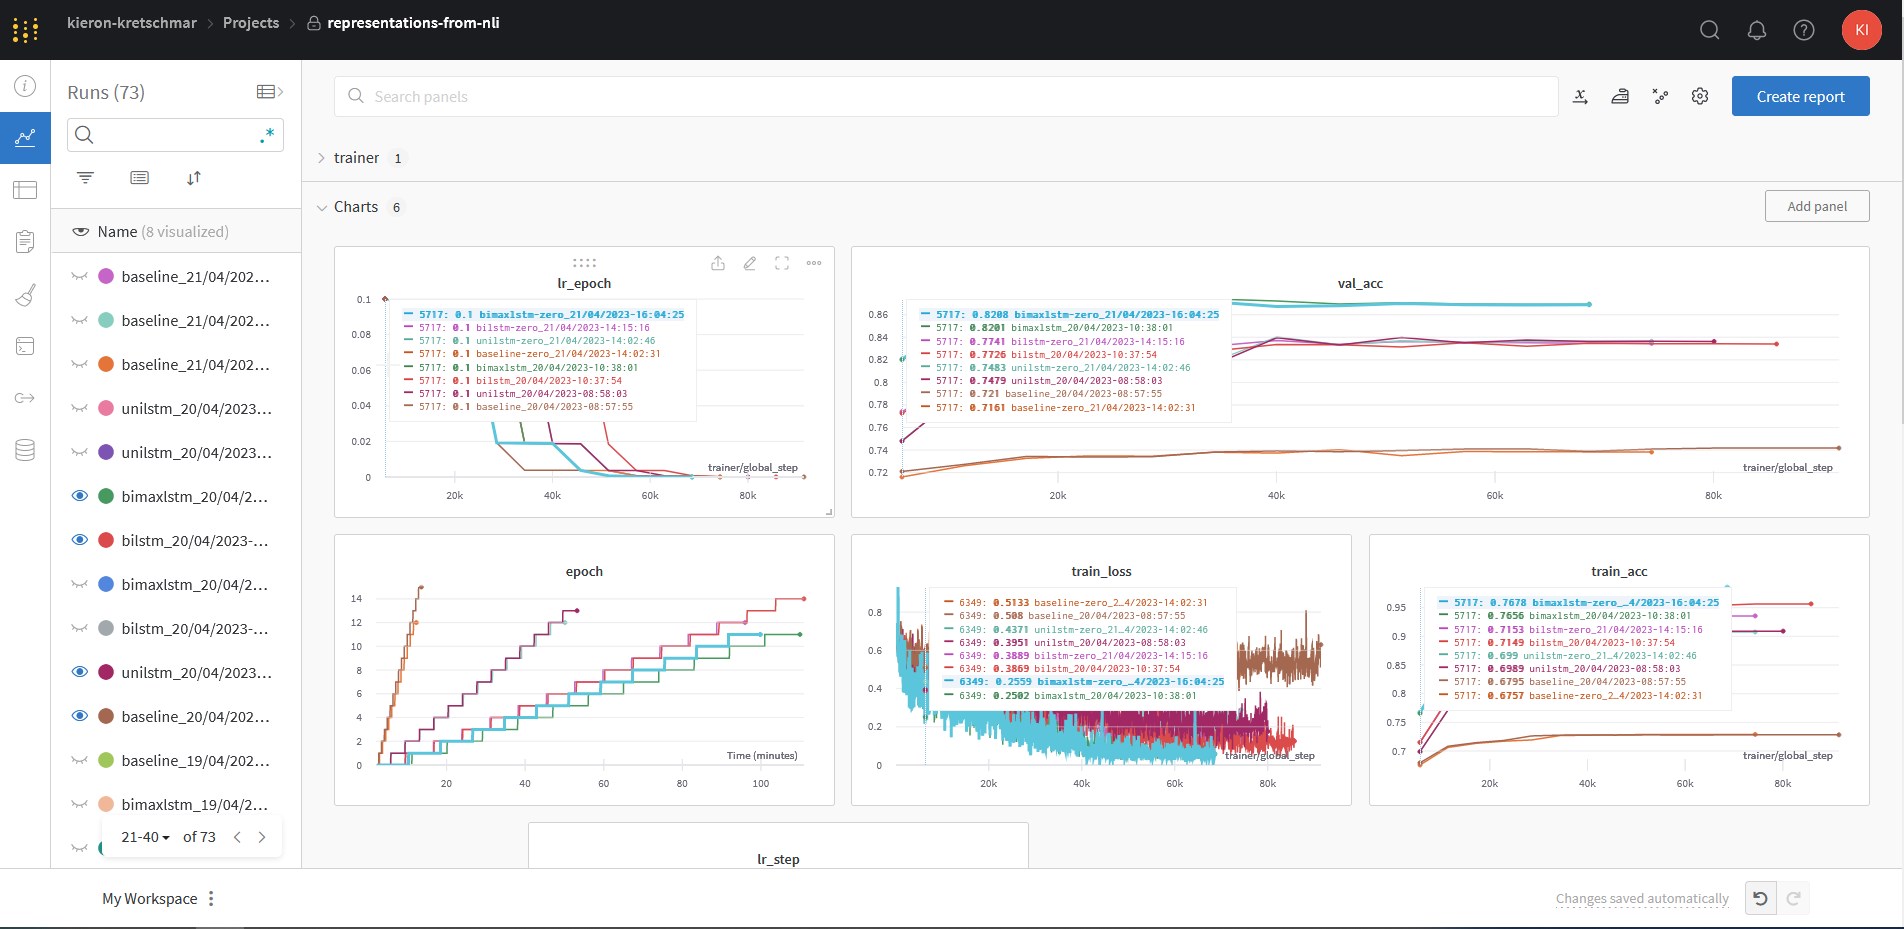 kieron-kretschmar > Projects > representations-from-nli
KI
Runs (73)
.*
Name (8 visualized)
baseline_21/04/202...
baseline_21/04/202...
baseline_21/04/202...
unilstm_20/04/2023...
unilstm_20/04/2023...
bimaxlstm_20/04/2...
bilstm_20/04/2023-...
bimaxlstm_20/04/2...
bilstm_20/04/2023-...
unilstm_20/04/2023...
baseline_20/04/202...
baseline_19/04/202...
bimaxlstm_19/04/2...
21-40 of 73
Search panels
Create report
trainer 1
Charts 6
Add panel
lr_epoch
0.1
0.08
0.06
0.04
0.02
0
5717: 0.1 bimaxlstm-zero_21/04/2023-16:04:25
5717: 0.1 bilstm-zero_21/04/2023-14:15:16
5717: 0.1 unilstm-zero_21/04/2023-14:02:46
5717: 0.1 baseline-zero_21/04/2023-14:02:31
5717: 0.1 bimaxlstm_20/04/2023-10:38:01
5717: 0.1 bilstm_20/04/2023-10:37:54
5717: 0.1 unilstm_20/04/2023-08:58:03
5717: 0.1 baseline_20/04/2023-08:57:55
trainer/global_step
20k 40k 60k 80k
val_acc
0.86
0.84
0.82
0.8
0.78
0.76
0.74
0.72
5717: 0.8208 bimaxlstm-zero_21/04/2023-16:04:25
5717: 0.8201 bimaxlstm_20/04/2023-10:38:01
5717: 0.7741 bilstm-zero_21/04/2023-14:15:16
5717: 0.7726 bilstm_20/04/2023-10:37:54
5717: 0.7483 unilstm-zero_21/04/2023-14:02:46
5717: 0.7479 unilstm_20/04/2023-08:58:03
5717: 0.721 baseline_20/04/2023-08:57:55
5717: 0.7161 baseline-zero_21/04/2023-14:02:31
trainer/global_step
20k 40k 60k 80k
epoch
14
12
10
8
6
4
2
0
Time (minutes)
20 40 60 80 100
train_loss
0.8
0.6
0.4
0.2
0
6349: 0.5133 baseline-zero_2…4/2023-14:02:31
6349: 0.508 baseline_20/04/2023-08:57:55
6349: 0.4371 unilstm-zero_21…4/2023-14:02:46
6349: 0.3951 unilstm_20/04/2023-08:58:03
6349: 0.3889 bilstm-zero_21/04/2023-14:15:16
6349: 0.3869 bilstm_20/04/2023-10:37:54
6349: 0.2559 bimaxlstm-zero_…4/2023-16:04:25
6349: 0.2502 bimaxlstm_20/04/2023-10:38:01
trainer/global_step
20k 40k 60k 80k
train_acc
0.95
0.9
0.85
0.8
0.75
0.7
5717: 0.7678 bimaxlstm-zero_…4/2023-16:04:25
5717: 0.7656 bimaxlstm_20/04/2023-10:38:01
5717: 0.7153 bilstm-zero_21/04/2023-14:15:16
5717: 0.7149 bilstm_20/04/2023-10:37:54
5717: 0.699 unilstm-zero_21…4/2023-14:02:46
5717: 0.6989 unilstm_20/04/2023-08:58:03
5717: 0.6795 baseline_20/04/2023-08:57:55
5717: 0.6757 baseline-zero_2…4/2023-14:02:31
trainer/global_step
20k 40k 60k 80k
lr_step
My Workspace
Changes saved automatically